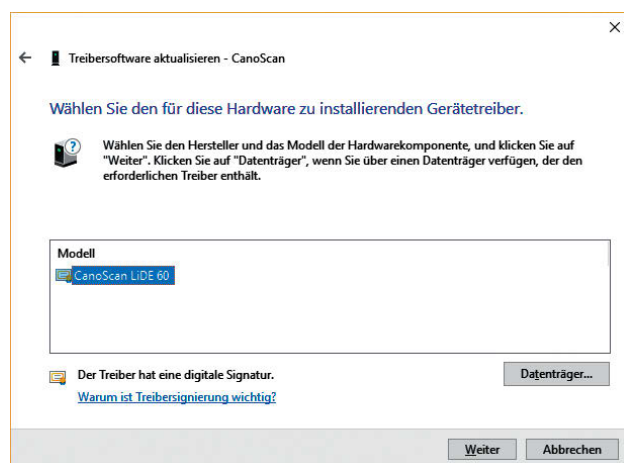 Treibersoftware aktualisieren - CanoScan
Wählen Sie den für diese Hardware zu installierenden Gerätetreiber.
Wählen Sie den Hersteller und das Modell der Hardwarekomponente, und klicken Sie auf
"Weiter". Klicken Sie auf "Datenträger", wenn Sie über einen Datenträger verfügen, der den
erforderlichen Treiber enthält.
Modell
CanoScan LiDE 60
Der Treiber hat eine digitale Signatur.
Datenträger...
Warum ist Treibersignierung wichtig?
Weiter
Abbrechen